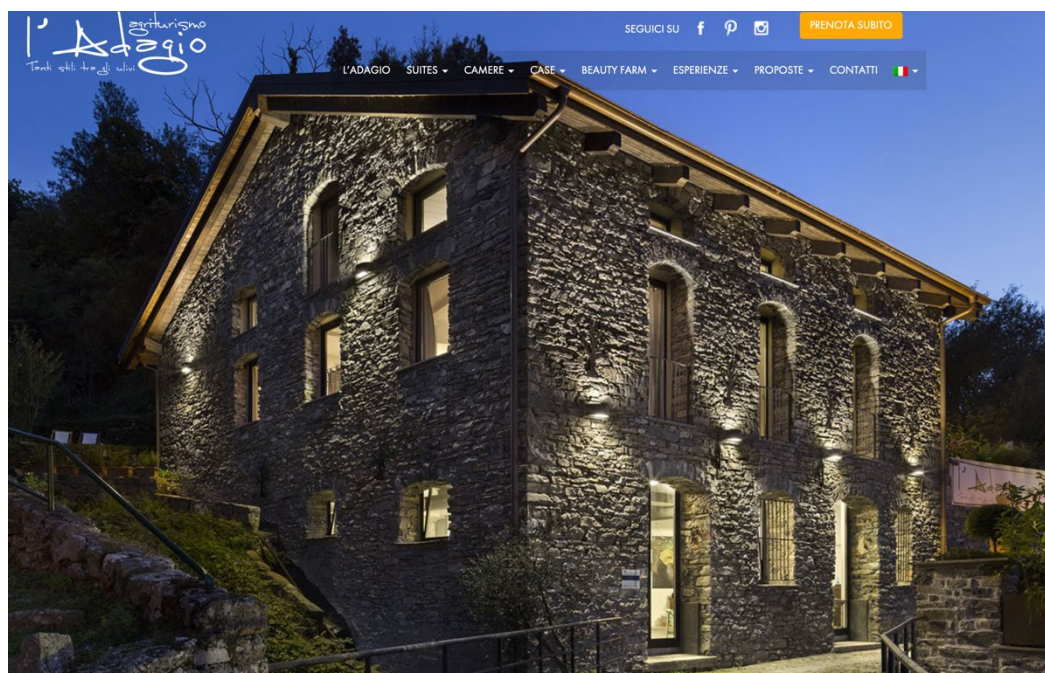 agriturismo
l'Adagio
Tanti stili tra gli ulivi
SEGUICI SU
PRENOTA SUBITO
L'ADAGIO SUITES CAMERE CASE BEAUTY FARM ESPERIENZE PROPOSTE CONTATTI